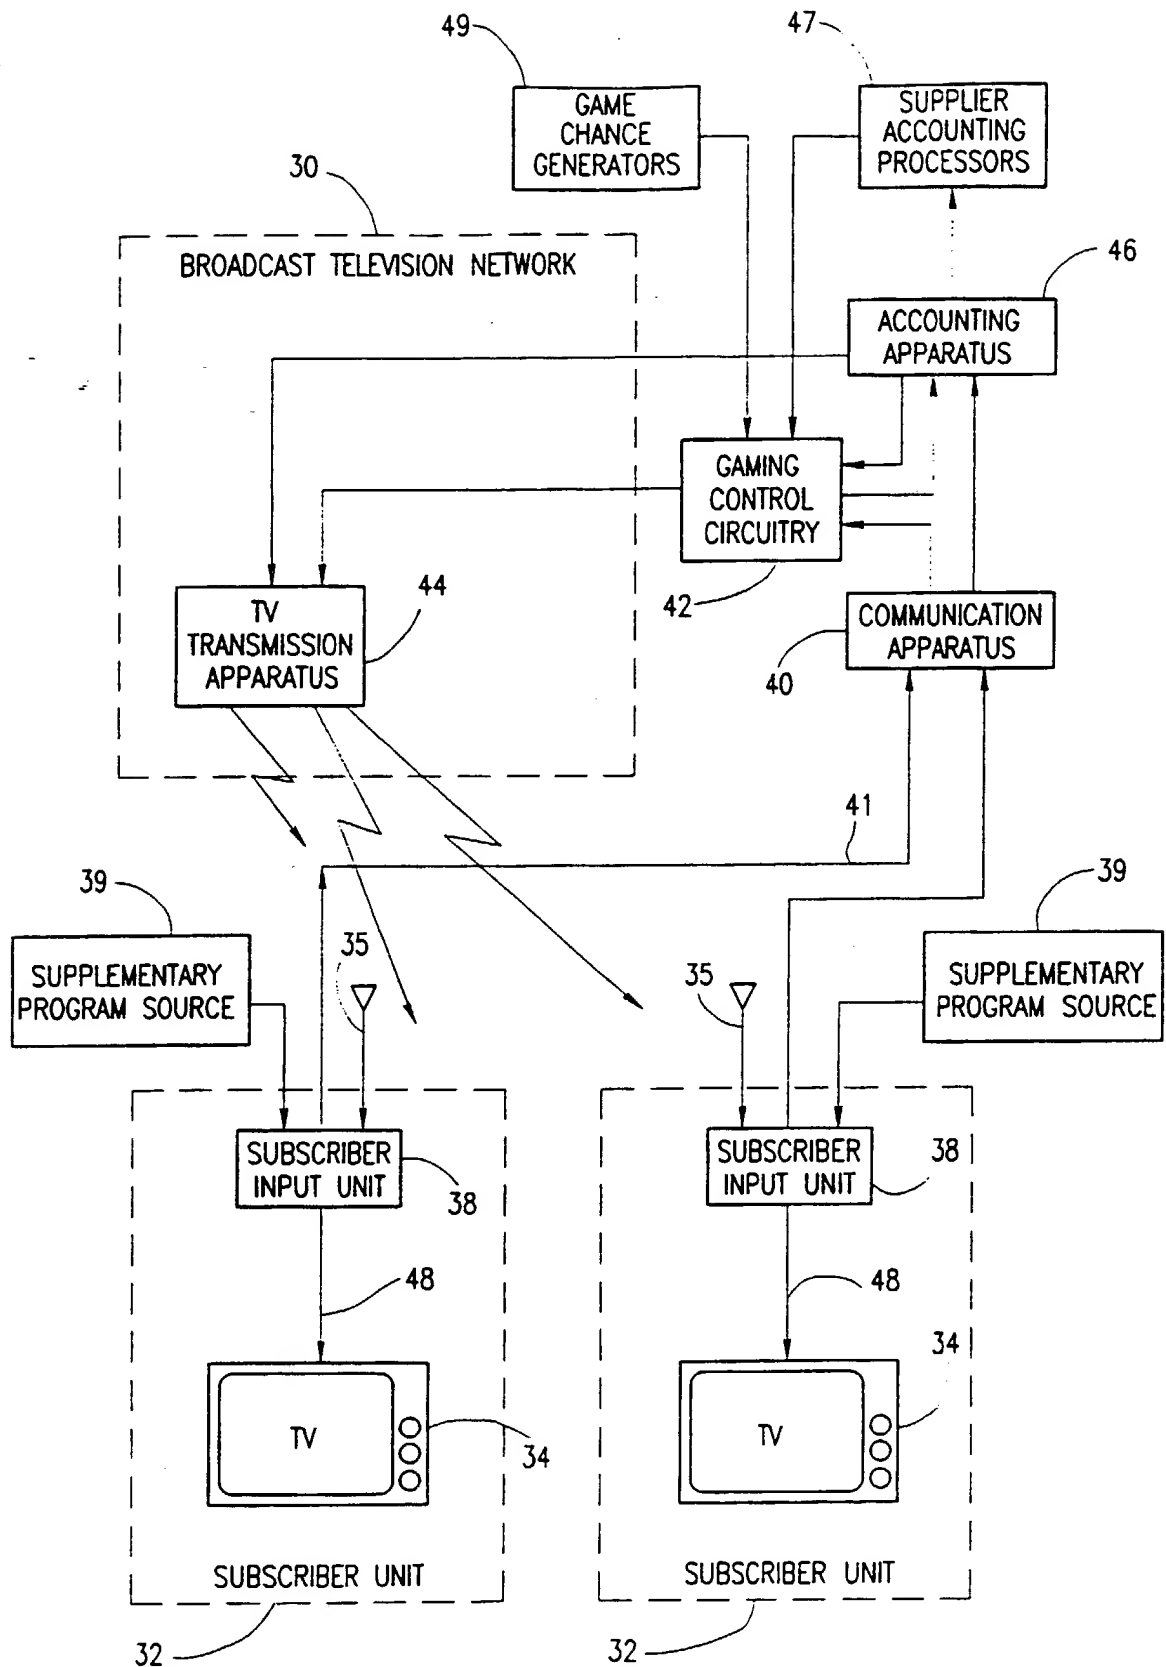 49
47
GAME
CHANCE
GENERATORS
SUPPLIER
ACCOUNTING
PROCESSORS
30
BROADCAST TELEVISION NETWORK
46
ACCOUNTING
APPARATUS
GAMING
CONTROL
CIRCUITRY
42
44
TV
TRANSMISSION
APPARATUS
COMMUNICATION
APPARATUS
40
41
39
SUPPLEMENTARY
PROGRAM SOURCE
35
35
39
SUPPLEMENTARY
PROGRAM SOURCE
SUBSCRIBER
INPUT UNIT
38
SUBSCRIBER
INPUT UNIT
38
48
48
TV
34
TV
34
SUBSCRIBER UNIT
SUBSCRIBER UNIT
32
32